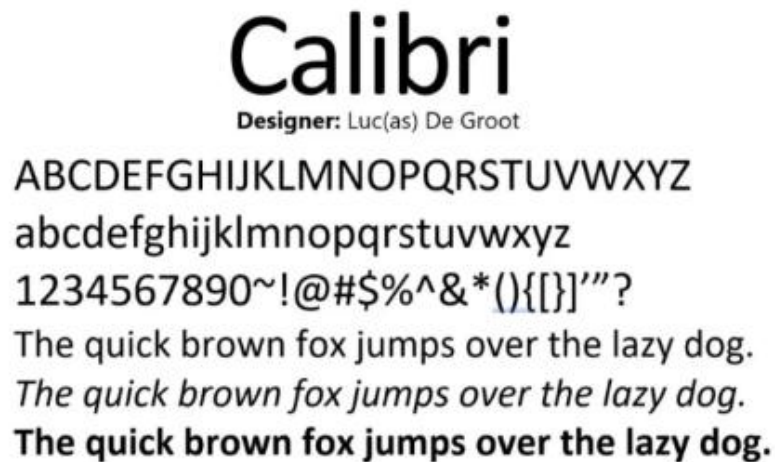 Calibri
Designer: Luc(as) De Groot
ABCDEFGHIJKLMNOPQRSTUVWXYZ
abcdefghijklmnopqrstuvwxyz
1234567890~!@#$%^&*(){[}]’”?
The quick brown fox jumps over the lazy dog.
The quick brown fox jumps over the lazy dog.
The quick brown fox jumps over the lazy dog.